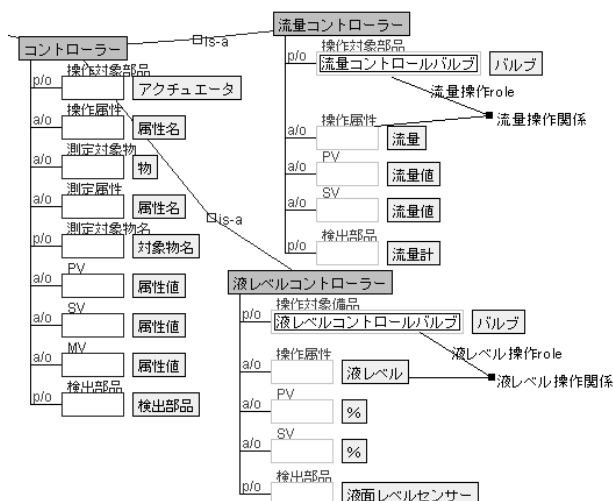 コントローラー
p/o 操作対象部品 アクチュエータ
a/o 操作属性 属性名
a/o 測定対象物 物
a/o 測定属性 属性名
p/o 測定対象物名 対象物名
a/o PV 属性値
a/o SV 属性値
a/o MV 属性値
p/o 検出部品 検出部品
is-a
流量コントローラー
p/o 操作対象部品 流量コントロールバルブ バルブ
流量操作role
流量操作関係
a/o 操作属性 流量
a/o PV 流量値
a/o SV 流量値
p/o 検出部品 流量計
is-a
液レベルコントローラー
p/o 操作対象備品 液レベルコントロールバルブ バルブ
液レベル操作role
液レベル操作関係
a/o 操作属性 液レベル
a/o PV %
a/o SV %
p/o 検出部品 液面レベルセンサー